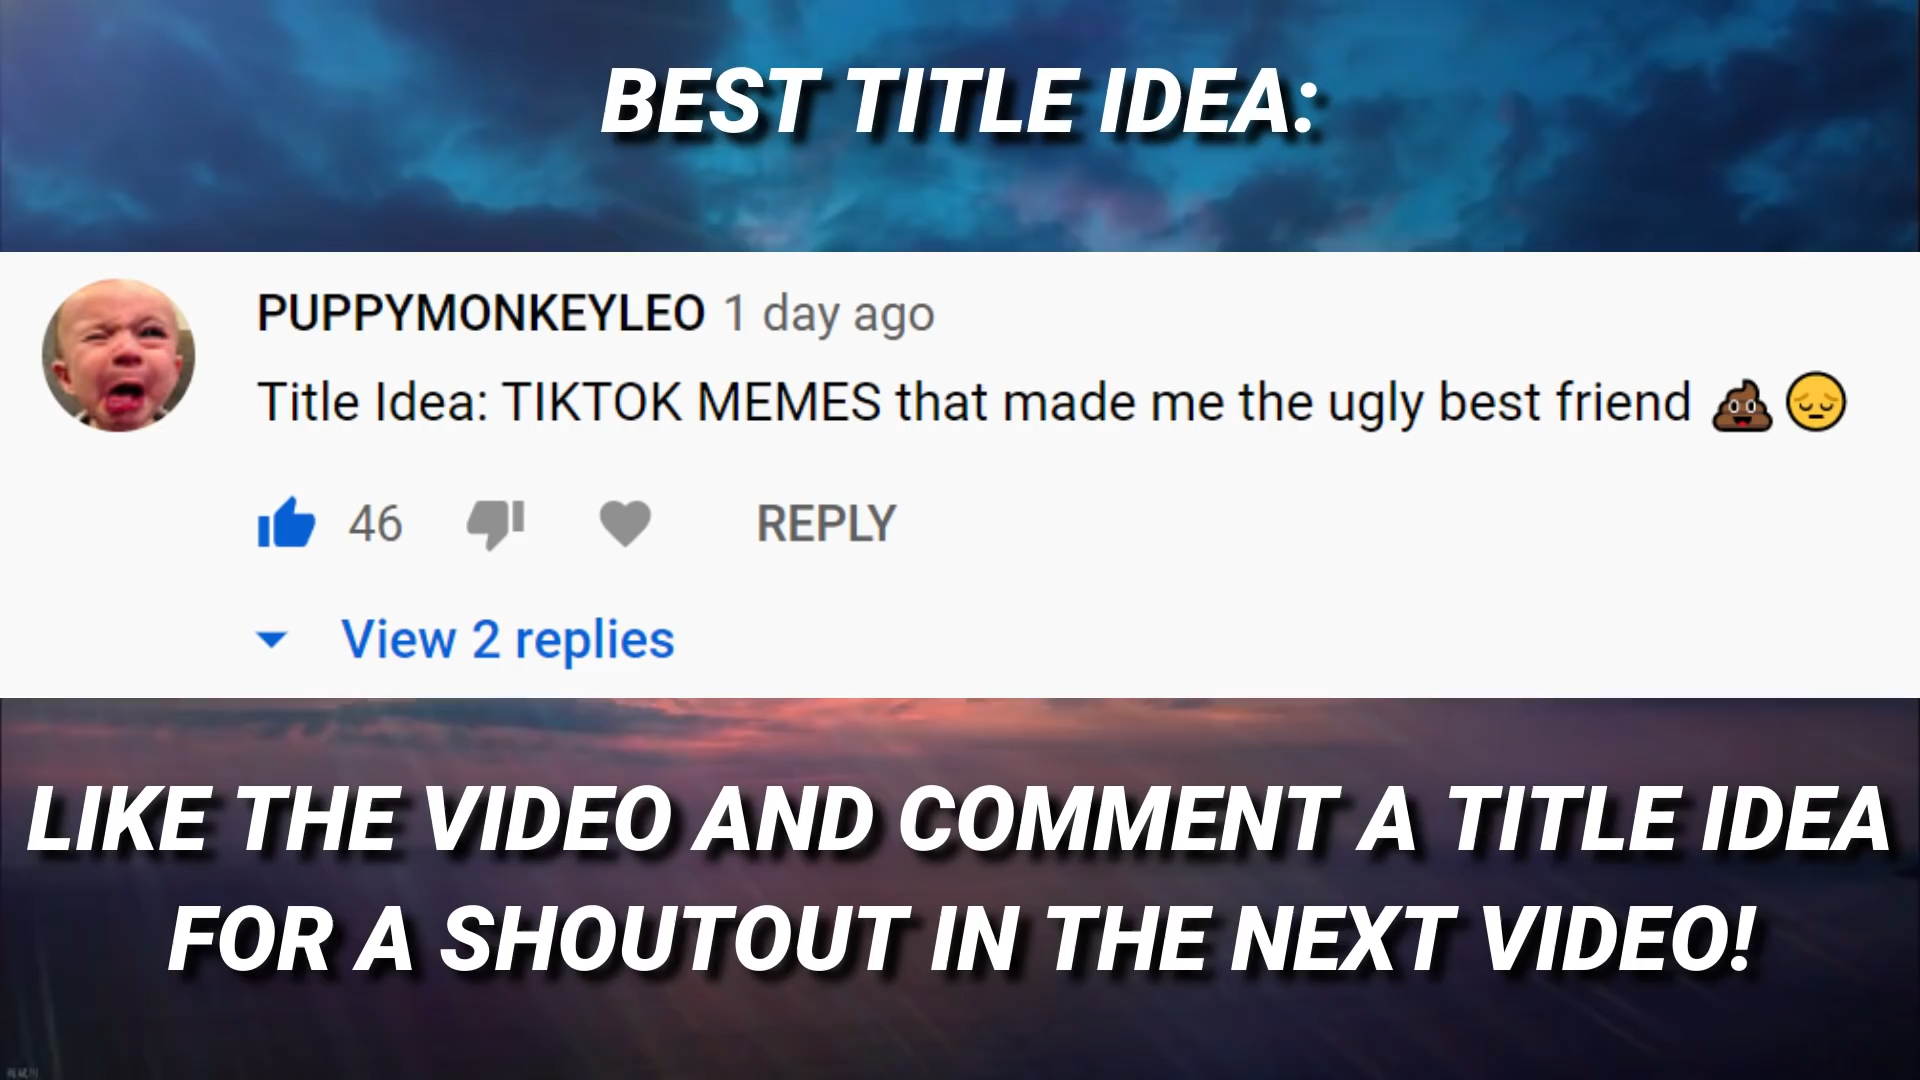 BEST TITLE IDEA:
PUPPYMONKEYLEO 1 day ago
Title Idea: TIKTOK MEMES that made me the ugly best friend 💩😔
46 REPLY
View 2 replies
LIKE THE VIDEO AND COMMENT A TITLE IDEA
FOR A SHOUTOUT IN THE NEXT VIDEO!